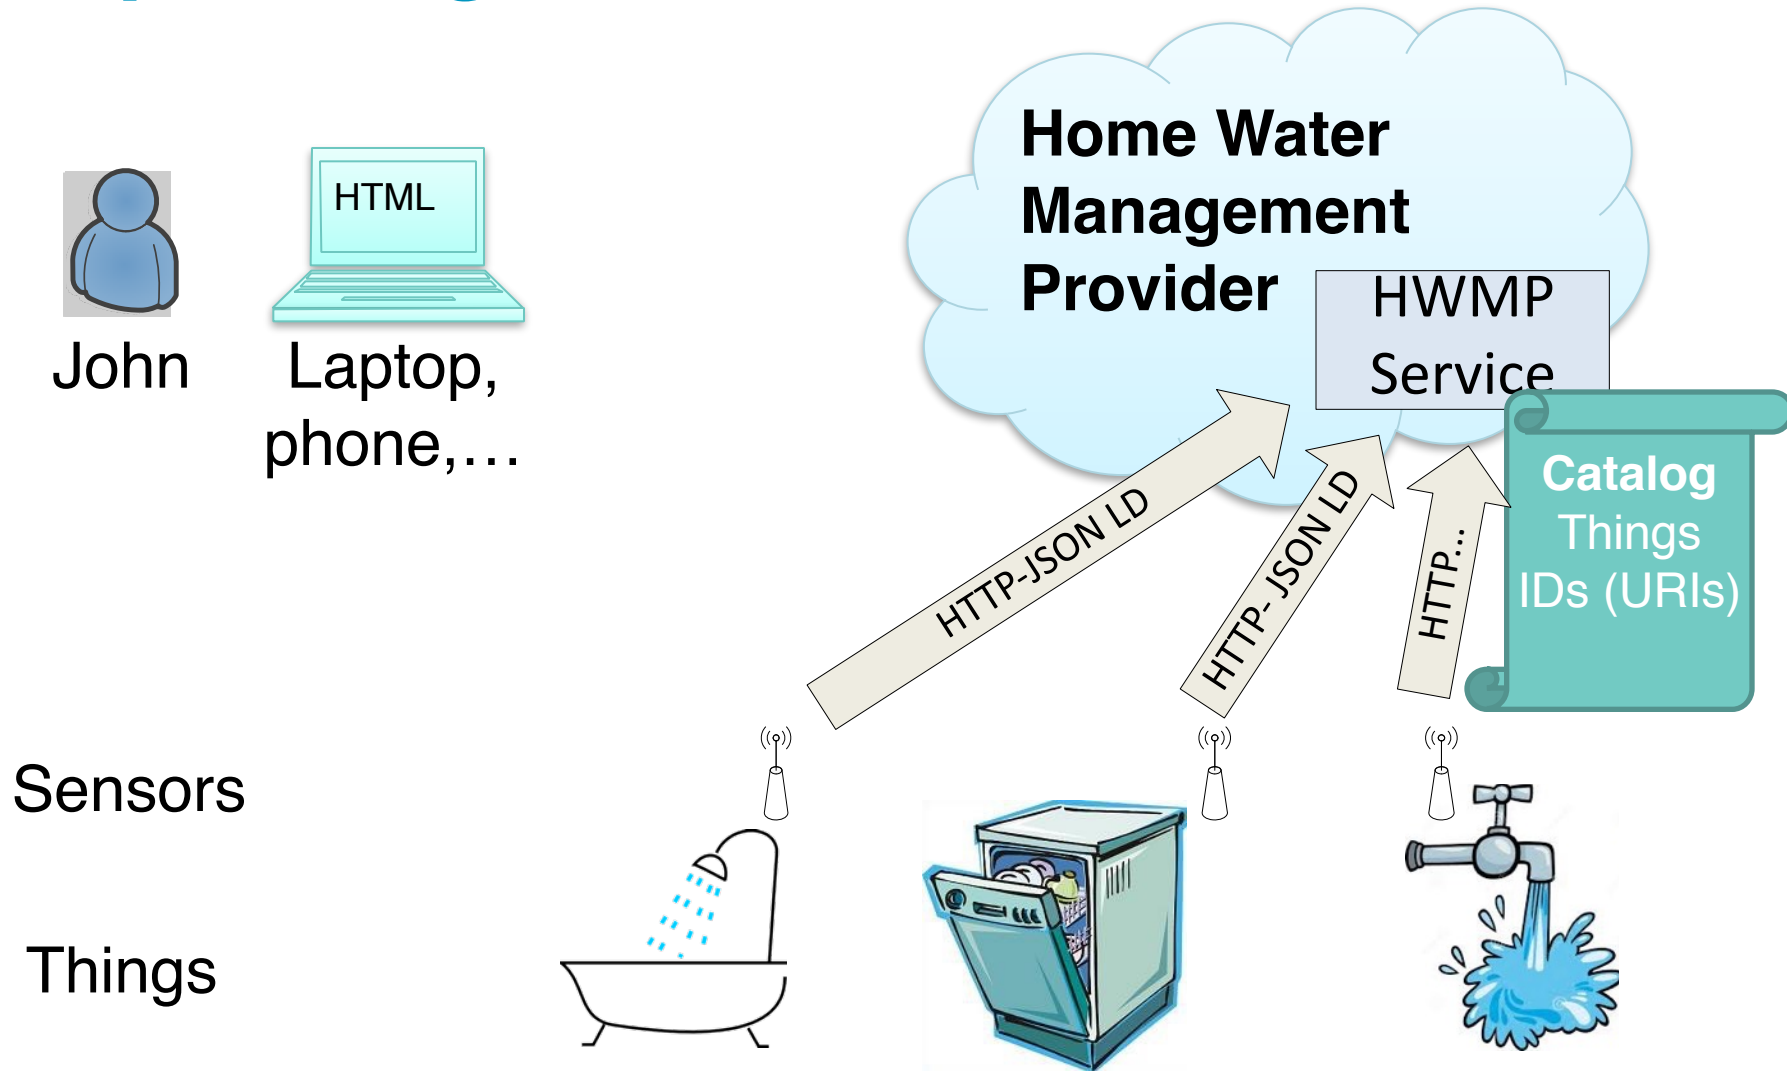 Home Water
Management
Provider
HWMP
Service
HTML
John
Laptop,
phone,...
Catalog
Things
IDs (URIs)
HTTP-JSON LD
HTTP- JSON LD
HTTP...
Sensors
Things